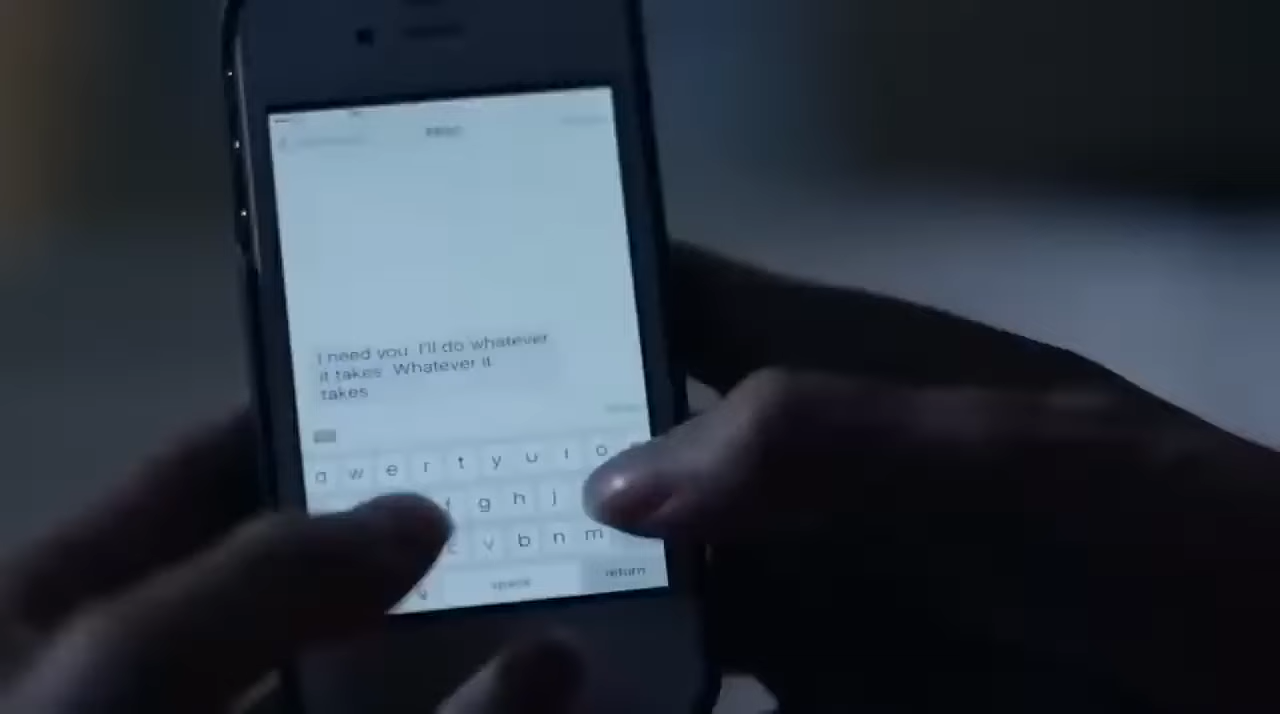 I need you. I'll do whatever
it takes. Whatever it
takes
q w e r t y u i o
f g h j
c v b n m
space return